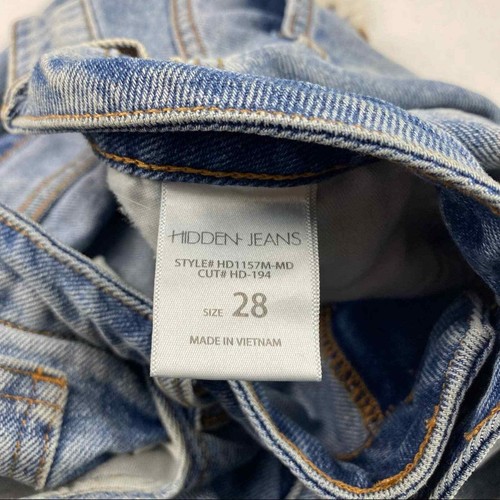 HIDDEN JEANS
STYLE# HD1157M-MD
CUT# HD-194
SIZE 28
MADE IN VIETNAM